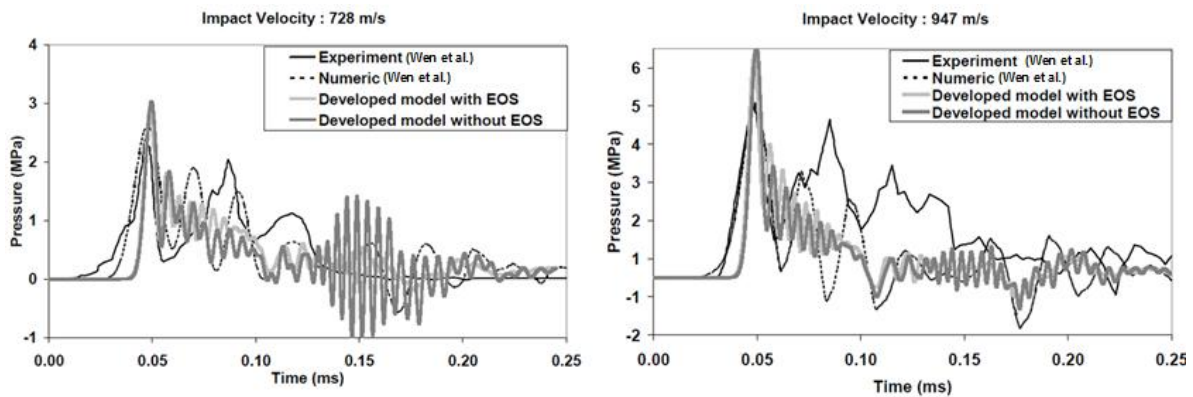 Impact Velocity : 728 m/s
4
3
2
1
0
-1
Pressure (MPa)
Experiment (Wen et al.)
Numeric (Wen et al.)
Developed model with EOS
Developed model without EOS
0.00 0.05 0.10 0.15 0.20 0.25
Time (ms)
Impact Velocity : 947 m/s
6
5
4
3
2
1
-1
-2
Pressure (MPa)
Experiment (Wen et al.)
Numeric (Wen et al.)
Developed model with EOS
Developed model without EOS
0.00 0.05 0.10 0.15 0.20 0.25
Time (ms)